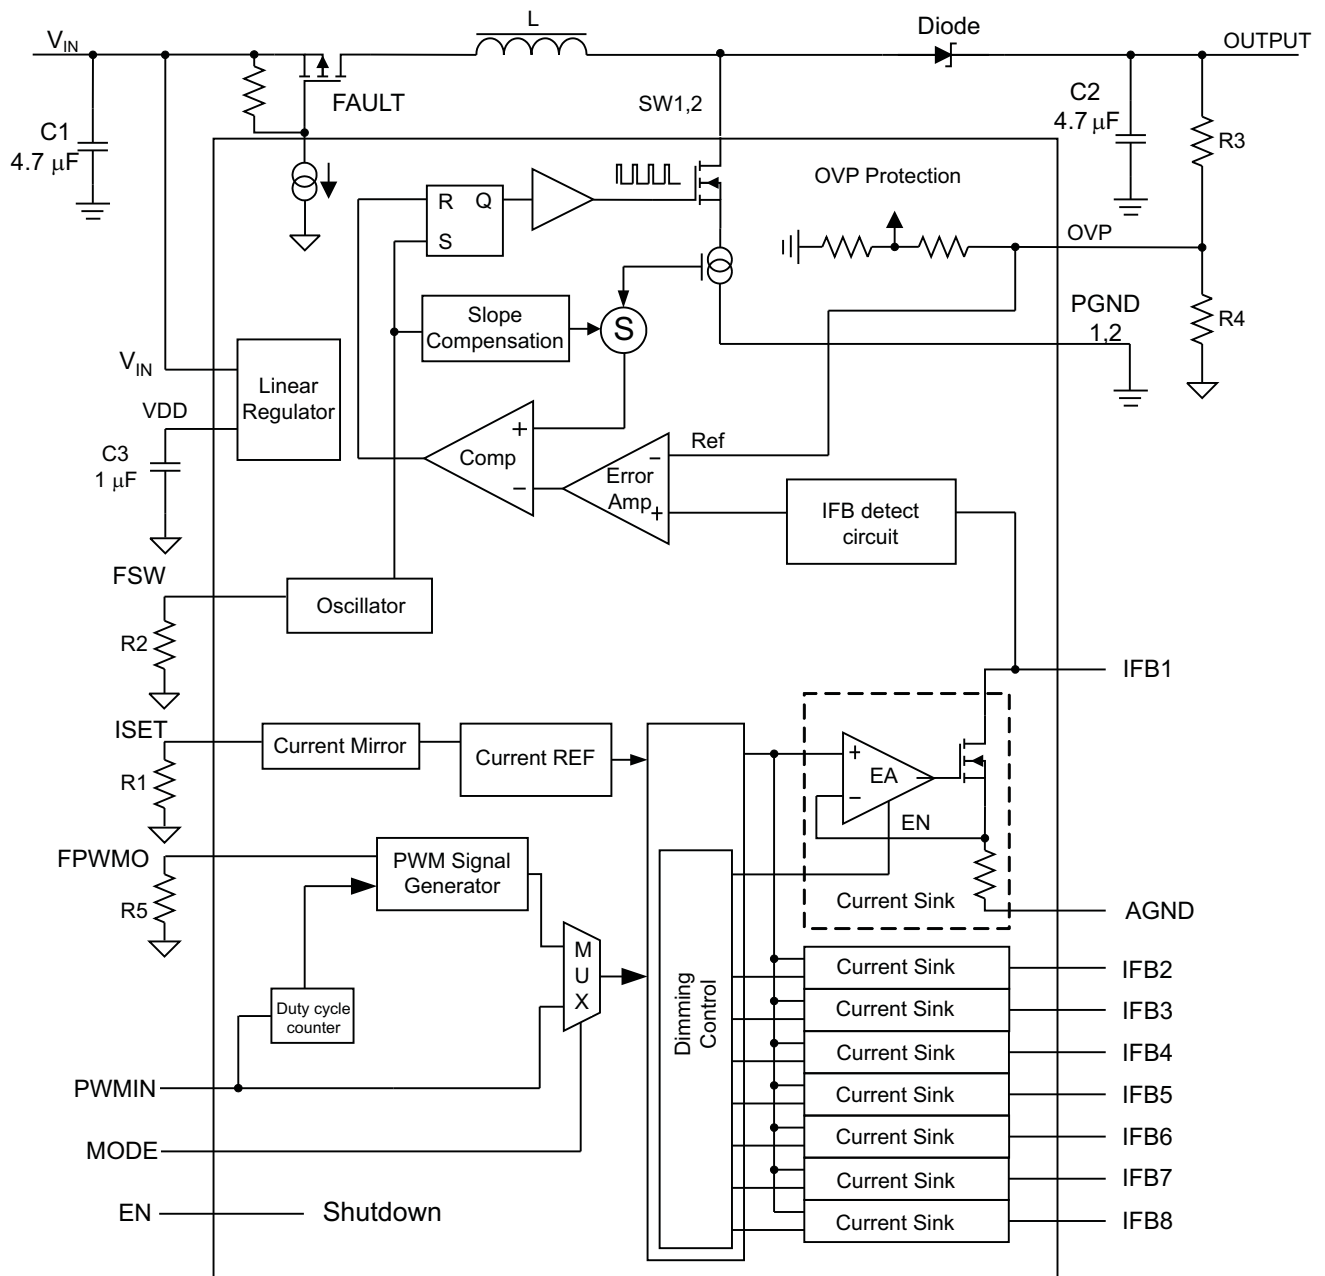 L
Diode
V_IN
OUTPUT
FAULT
SW1,2
C1
4.7 μF
C2
4.7 μF
R3
OVP Protection
R Q
S
OVP
PGND
1,2
R4
Slope
Compensation
S
V_IN
Linear
Regulator
VDD
C3
1 μF
+
Comp
−
Ref
−
Error
Amp
+
IFB detect
circuit
FSW
Oscillator
R2
IFB1
ISET
Current Mirror
Current REF
R1
+
EA
−
EN
Current Sink
AGND
FPWMO
PWM Signal
Generator
R5
M
U
X
Duty cycle
counter
Dimming
Control
Current Sink
IFB2
Current Sink
IFB3
Current Sink
IFB4
Current Sink
IFB5
Current Sink
IFB6
Current Sink
IFB7
Current Sink
IFB8
PWMIN
MODE
EN
Shutdown